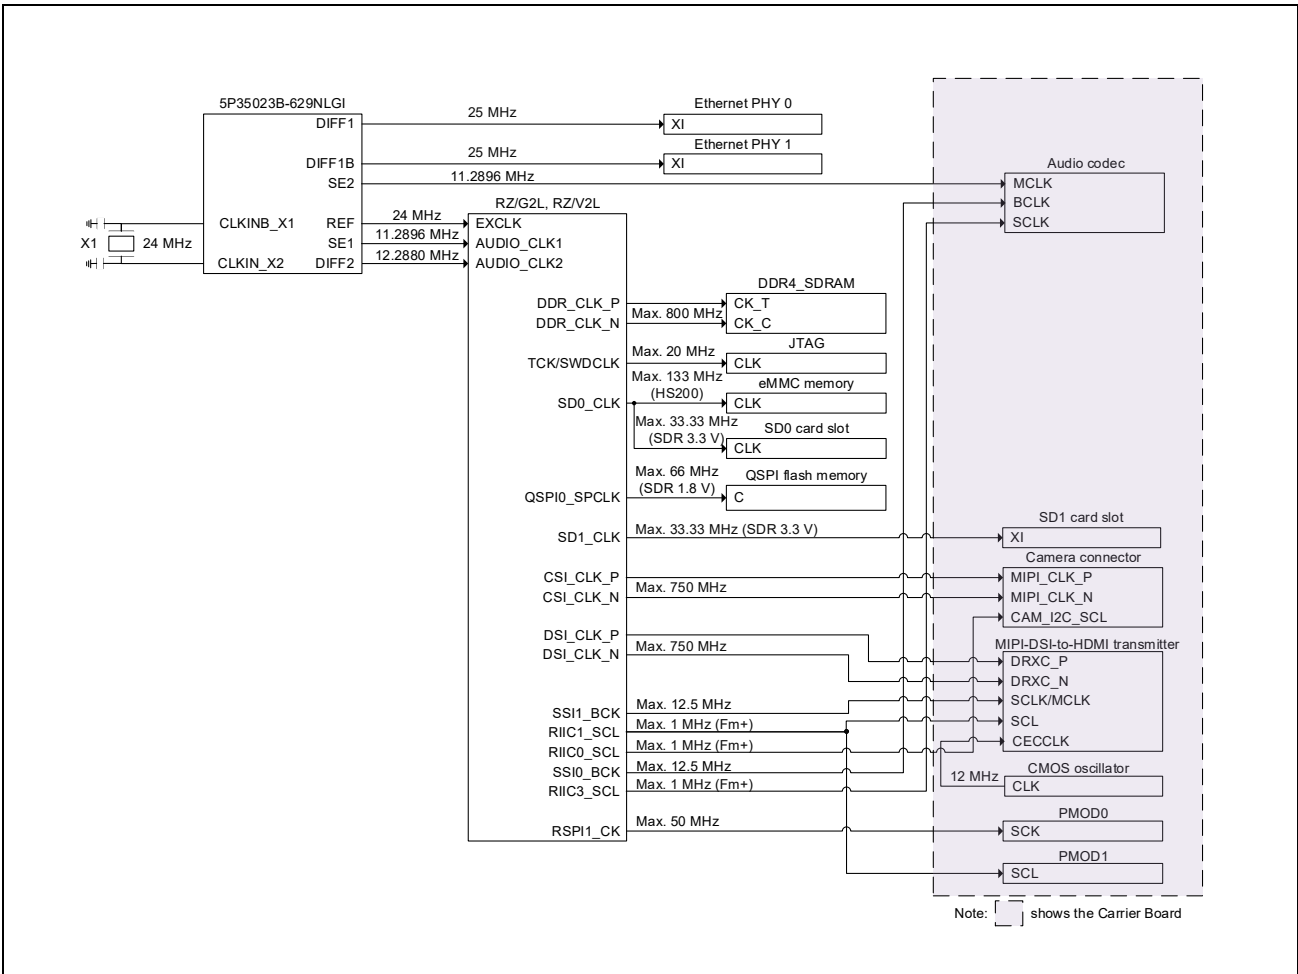 5P35023B-629NLGI
DIFF1
DIFF1B
SE2
CLKINB_X1
REF
SE1
CLKIN_X2
DIFF2
X1
24 MHz
25 MHz
Ethernet PHY 0
XI
25 MHz
Ethernet PHY 1
XI
11.2896 MHz
Audio codec
MCLK
BCLK
SCLK
RZ/G2L, RZ/V2L
24 MHz
EXCLK
11.2896 MHz
AUDIO_CLK1
12.2880 MHz
AUDIO_CLK2
DDR_CLK_P
DDR_CLK_N
Max. 800 MHz
DDR4_SDRAM
CK_T
CK_C
TCK/SWDCLK
Max. 20 MHz
JTAG
CLK
SD0_CLK
Max. 133 MHz
(HS200)
eMMC memory
CLK
Max. 33.33 MHz
(SDR 3.3 V)
SD0 card slot
CLK
QSPI0_SPCLK
Max. 66 MHz
(SDR 1.8 V)
QSPI flash memory
C
SD1_CLK
Max. 33.33 MHz (SDR 3.3 V)
SD1 card slot
XI
CSI_CLK_P
CSI_CLK_N
Max. 750 MHz
Camera connector
MIPI_CLK_P
MIPI_CLK_N
CAM_I2C_SCL
DSI_CLK_P
DSI_CLK_N
Max. 750 MHz
MIPI-DSI-to-HDMI transmitter
DRXC_P
DRXC_N
SCLK/MCLK
SCL
CECCLK
SSI1_BCK
Max. 12.5 MHz
RIIC1_SCL
Max. 1 MHz (Fm+)
RIIC0_SCL
Max. 1 MHz (Fm+)
SSI0_BCK
Max. 12.5 MHz
RIIC3_SCL
Max. 1 MHz (Fm+)
12 MHz
CMOS oscillator
CLK
RSPI1_CK
Max. 50 MHz
PMOD0
SCK
PMOD1
SCL
Note: shows the Carrier Board